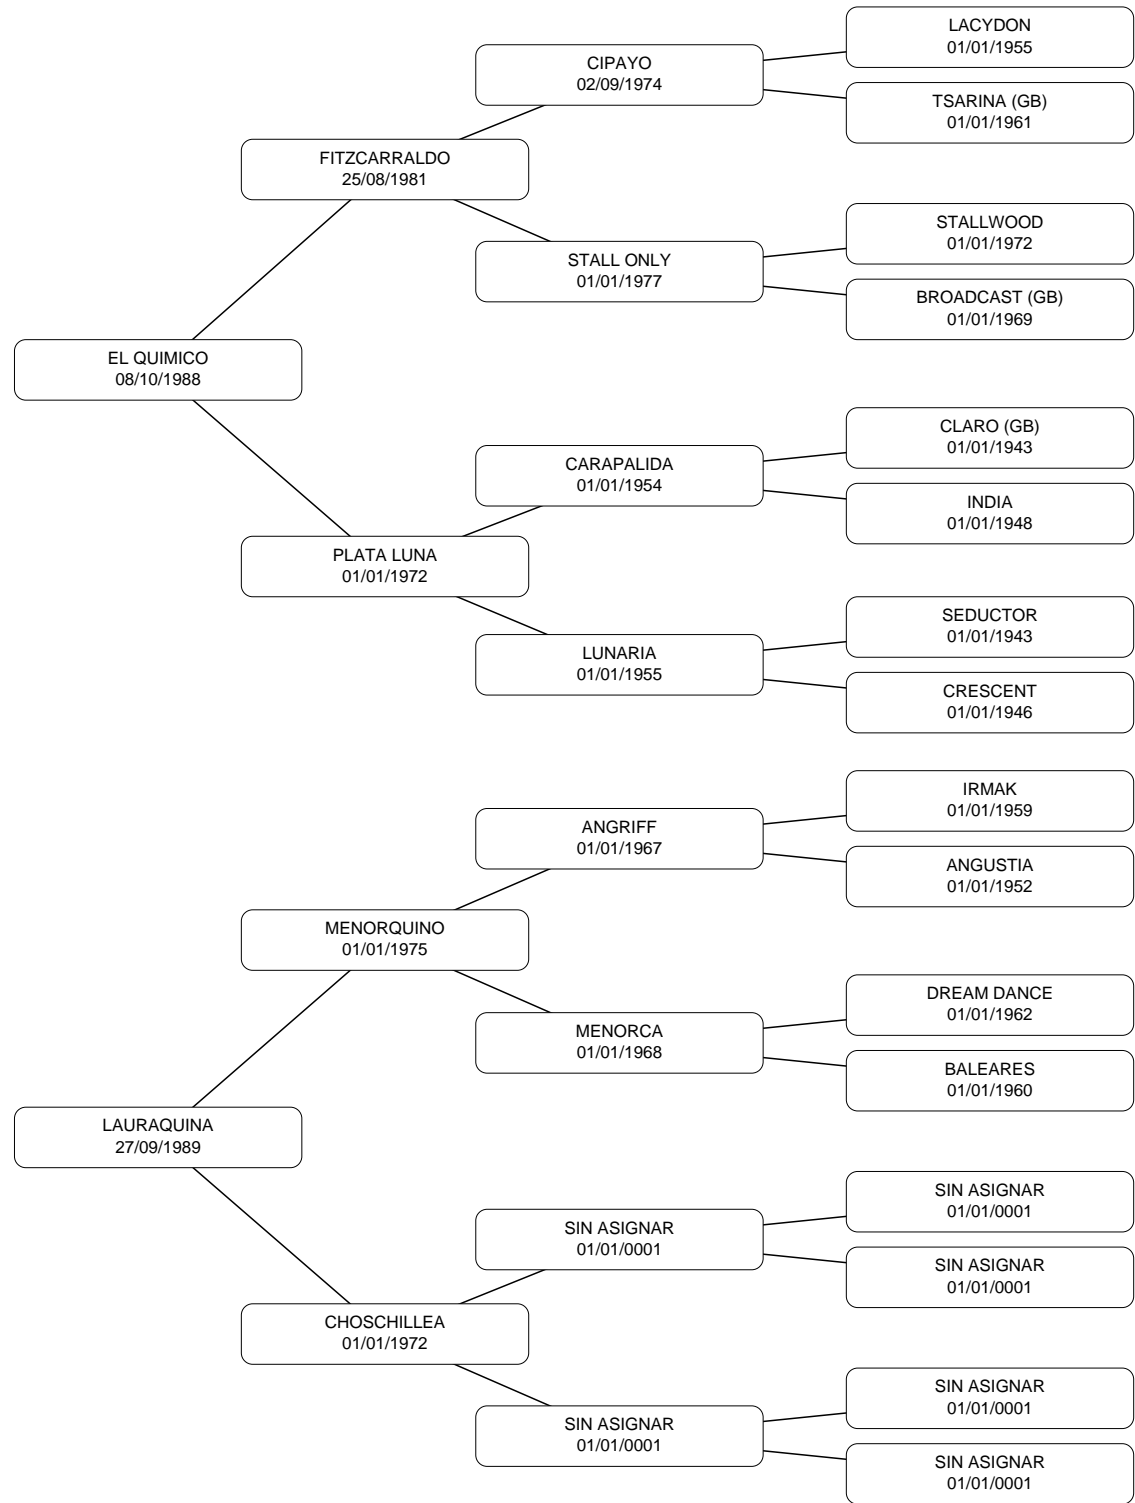 LACYDON
01/01/1955
CIPAYO
02/09/1974
TSARINA (GB)
01/01/1961
FITZCARRALDO
25/08/1981
STALLWOOD
01/01/1972
STALL ONLY
01/01/1977
BROADCAST (GB)
01/01/1969
EL QUIMICO
08/10/1988
CLARO (GB)
01/01/1943
CARAPALIDA
01/01/1954
INDIA
01/01/1948
PLATA LUNA
01/01/1972
SEDUCTOR
01/01/1943
LUNARIA
01/01/1955
CRESCENT
01/01/1946
IRMAK
01/01/1959
ANGRIFF
01/01/1967
ANGUSTIA
01/01/1952
MENORQUINO
01/01/1975
DREAM DANCE
01/01/1962
MENORCA
01/01/1968
BALEARES
01/01/1960
LAURAQUINA
27/09/1989
SIN ASIGNAR
01/01/0001
SIN ASIGNAR
01/01/0001
SIN ASIGNAR
01/01/0001
CHOSCHILLEA
01/01/1972
SIN ASIGNAR
01/01/0001
SIN ASIGNAR
01/01/0001
SIN ASIGNAR
01/01/0001